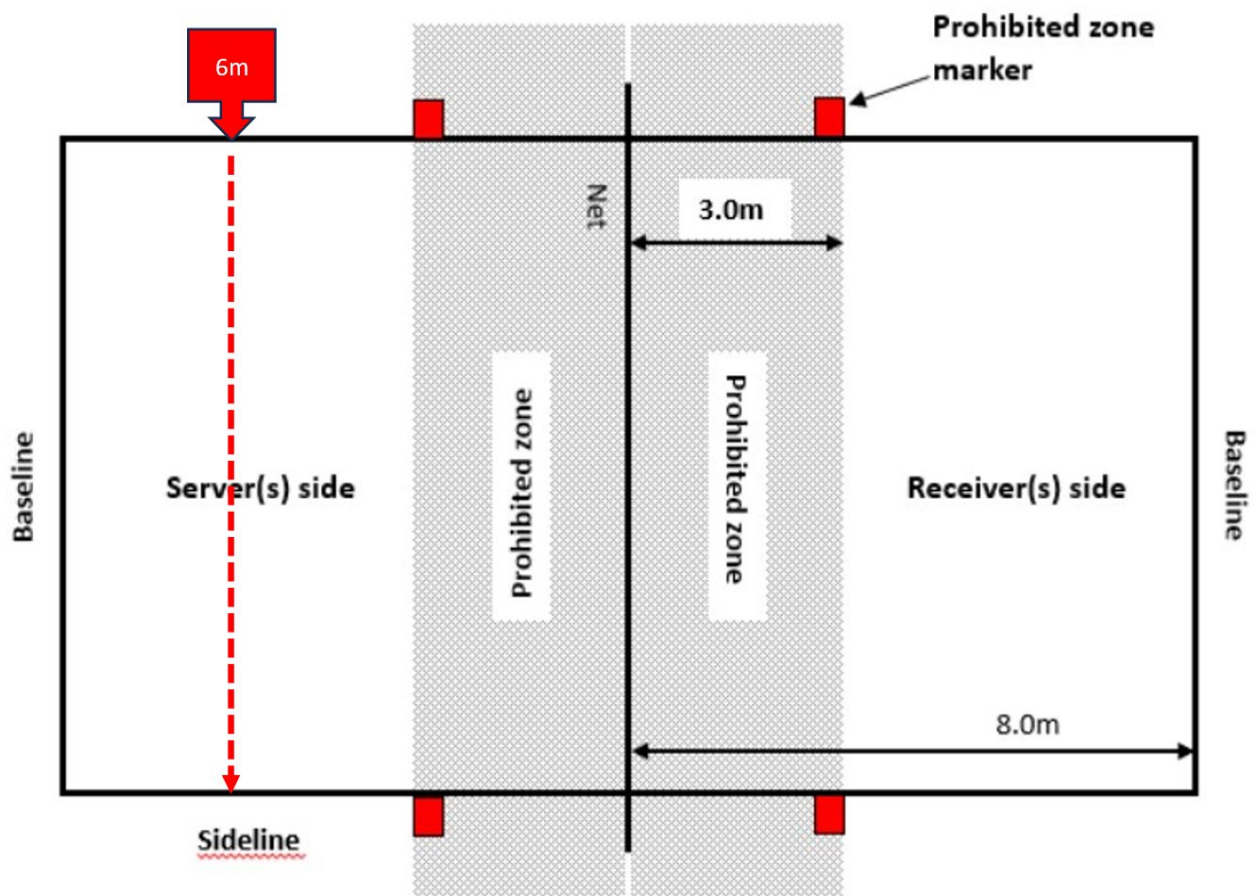 Prohibited zone
marker
6m
Net
3.0m
Prohibited zone
Prohibited zone
Baseline
Server(s) side
Receiver(s) side
Baseline
8.0m
Sideline